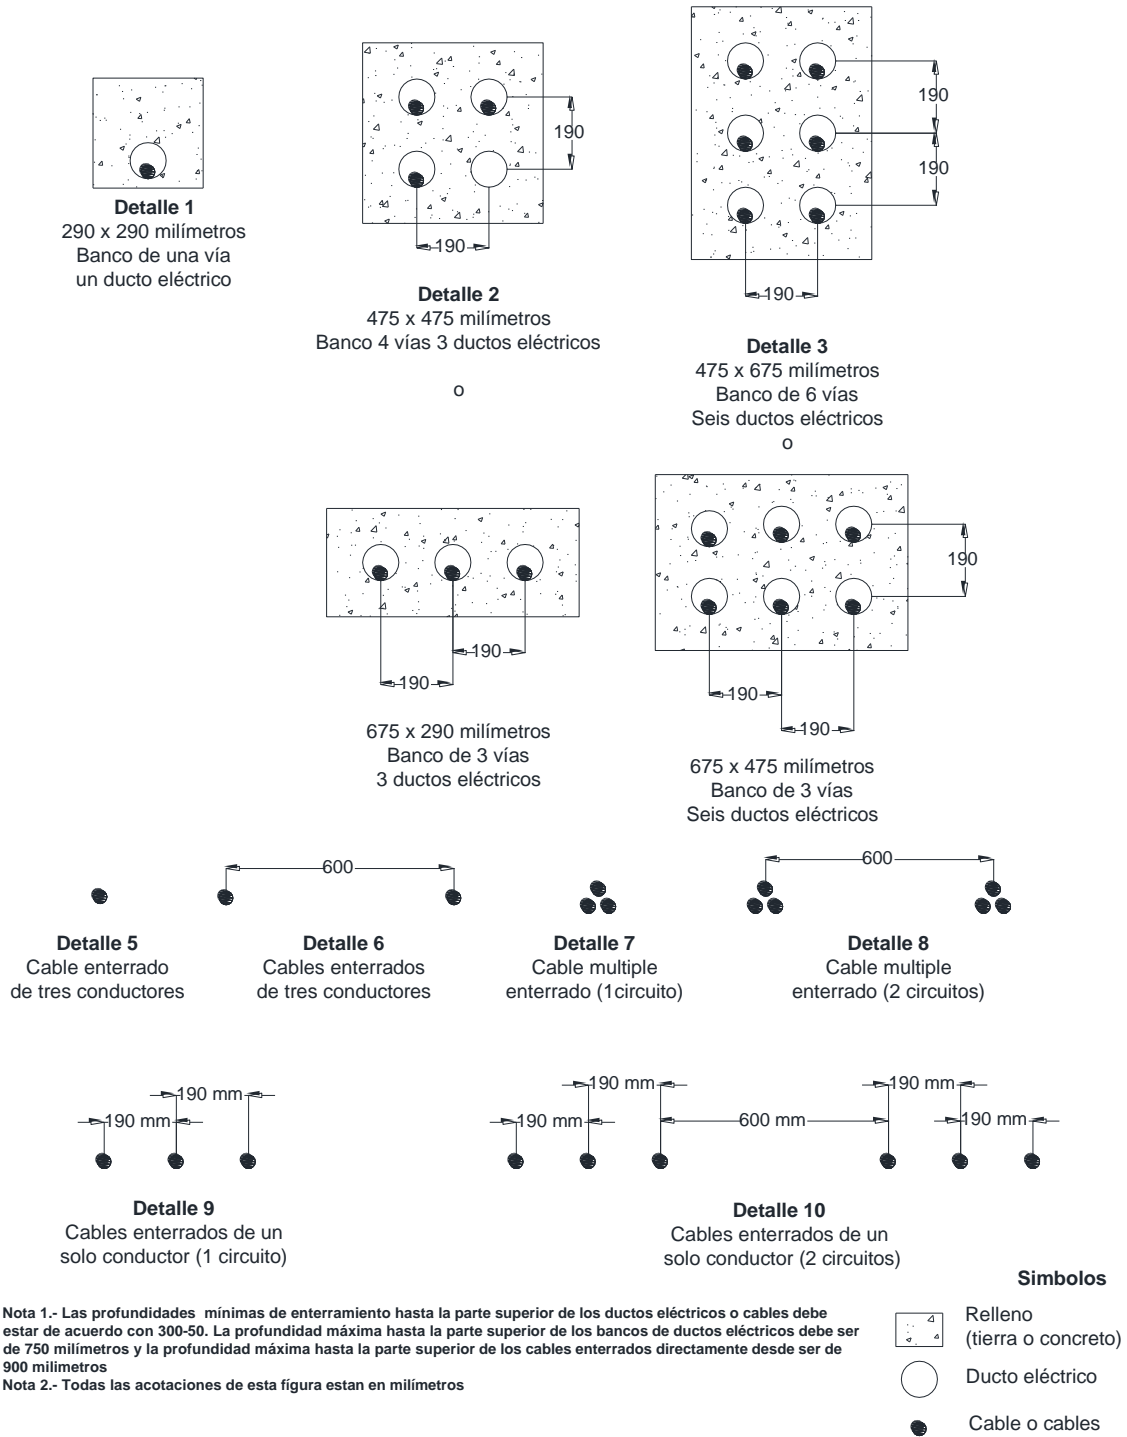 Detalle 1
290 x 290 milímetros
Banco de una vía
un ducto eléctrico
190
190
Detalle 2
475 x 475 milímetros
Banco 4 vías 3 ductos eléctricos
o
190
190
190
Detalle 3
475 x 675 milímetros
Banco de 6 vías
Seis ductos eléctricos
o
190
190
675 x 290 milímetros
Banco de 3 vías
3 ductos eléctricos
190
190
190
675 x 475 milímetros
Banco de 3 vías
Seis ductos eléctricos
Detalle 5
Cable enterrado
de tres conductores
600
Detalle 6
Cables enterrados
de tres conductores
Detalle 7
Cable multiple
enterrado (1circuito)
600
Detalle 8
Cable multiple
enterrado (2 circuitos)
190 mm
190 mm
Detalle 9
Cables enterrados de un
solo conductor (1 circuito)
190 mm
190 mm
600 mm
190 mm
190 mm
Detalle 10
Cables enterrados de un
solo conductor (2 circuitos)
Nota 1.- Las profundidades mínimas de enterramiento hasta la parte superior de los ductos eléctricos o cables debe
estar de acuerdo con 300-50. La profundidad máxima hasta la parte superior de los bancos de ductos eléctricos debe ser
de 750 milímetros y la profundidad máxima hasta la parte superior de los cables enterrados directamente desde ser de
900 milimetros
Nota 2.- Todas las acotaciones de esta fígura estan en milímetros
Simbolos
Relleno
(tierra o concreto)
Ducto eléctrico
Cable o cables